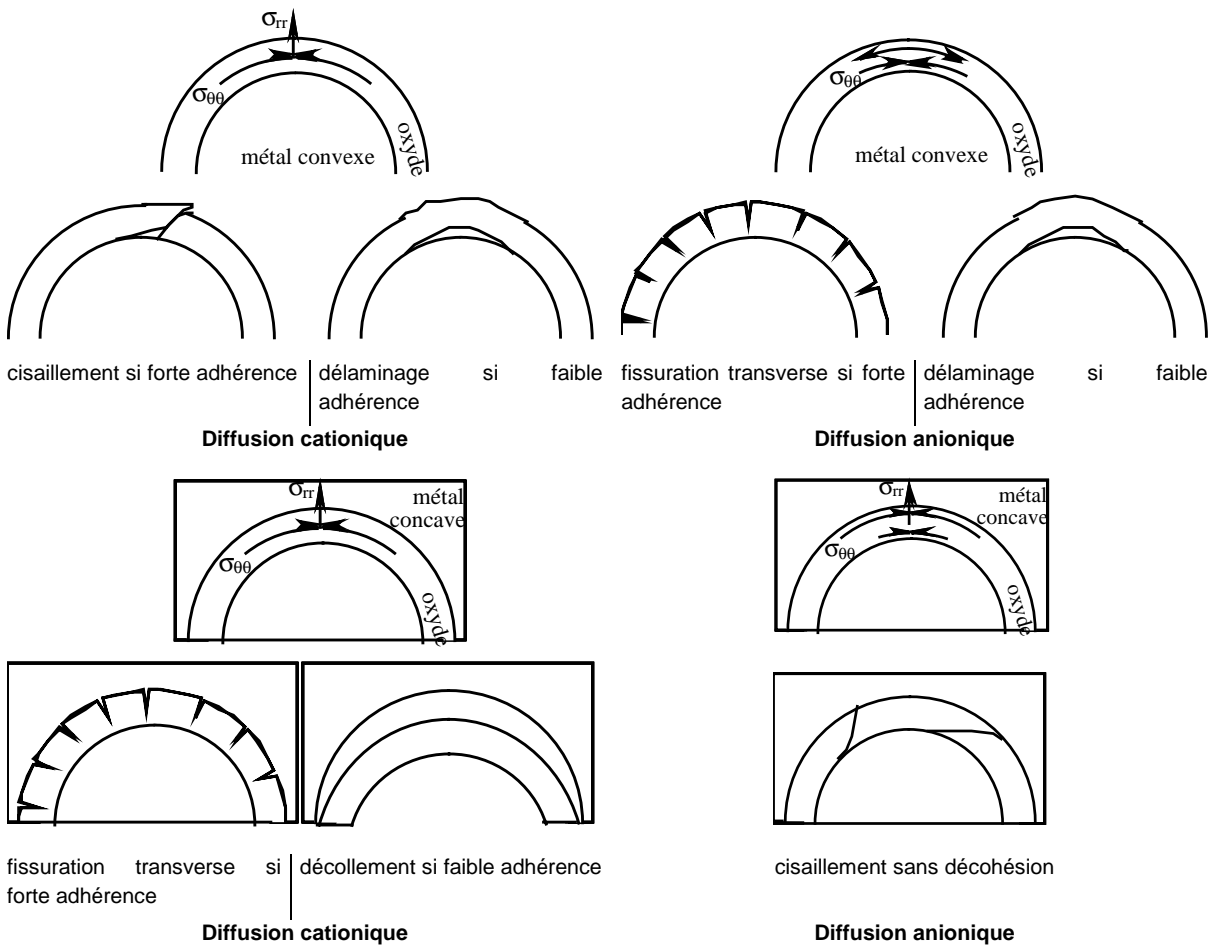 σrr
σθθ
oxyde
métal convexe
σθθ
oxyde
métal convexe
cisaillement si forte adhérence
délaminage si faible
adhérence
Diffusion cationique
fissuration transverse si forte
adhérence
délaminage si faible
adhérence
Diffusion anionique
σrr
métal
concave
σθθ
oxyde
σrr
métal
concave
σθθ
oxyde
fissuration transverse si
forte adhérence
décollement si faible adhérence
Diffusion cationique
cisaillement sans décohésion
Diffusion anionique